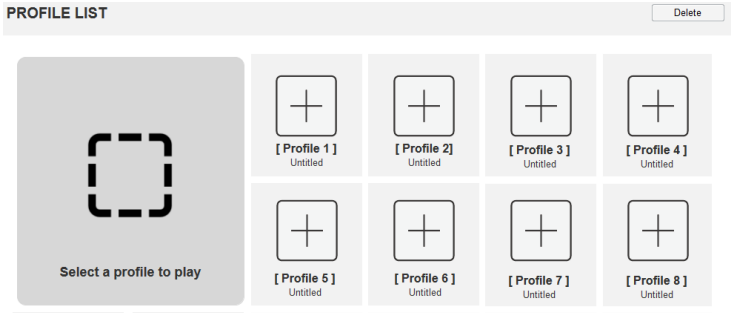 PROFILE LIST
Delete
Select a profile to play
[ Profile 1 ]
Untitled
[ Profile 2]
Untitled
[ Profile 3 ]
Untitled
[ Profile 4 ]
Untitled
[ Profile 5 ]
Untitled
[ Profile 6 ]
Untitled
[ Profile 7 ]
Untitled
[ Profile 8 ]
Untitled